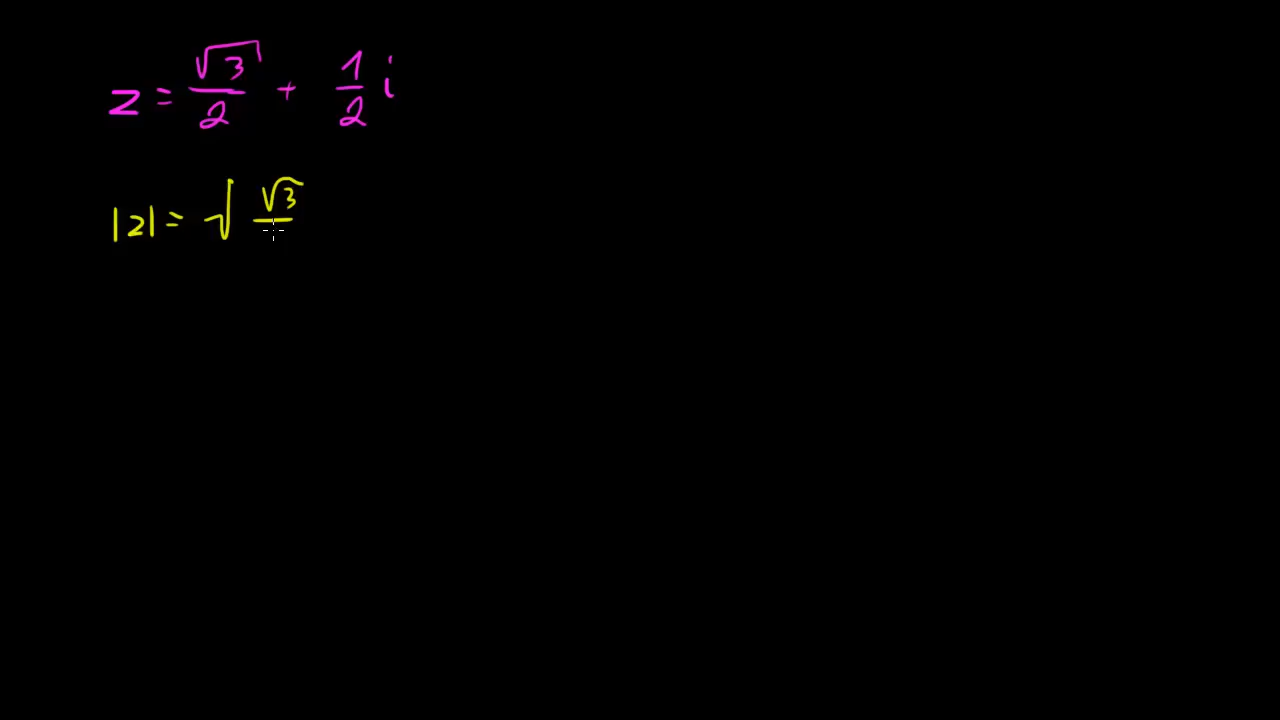 z = √3/2 + 1/2 i
|z| = √ √3/